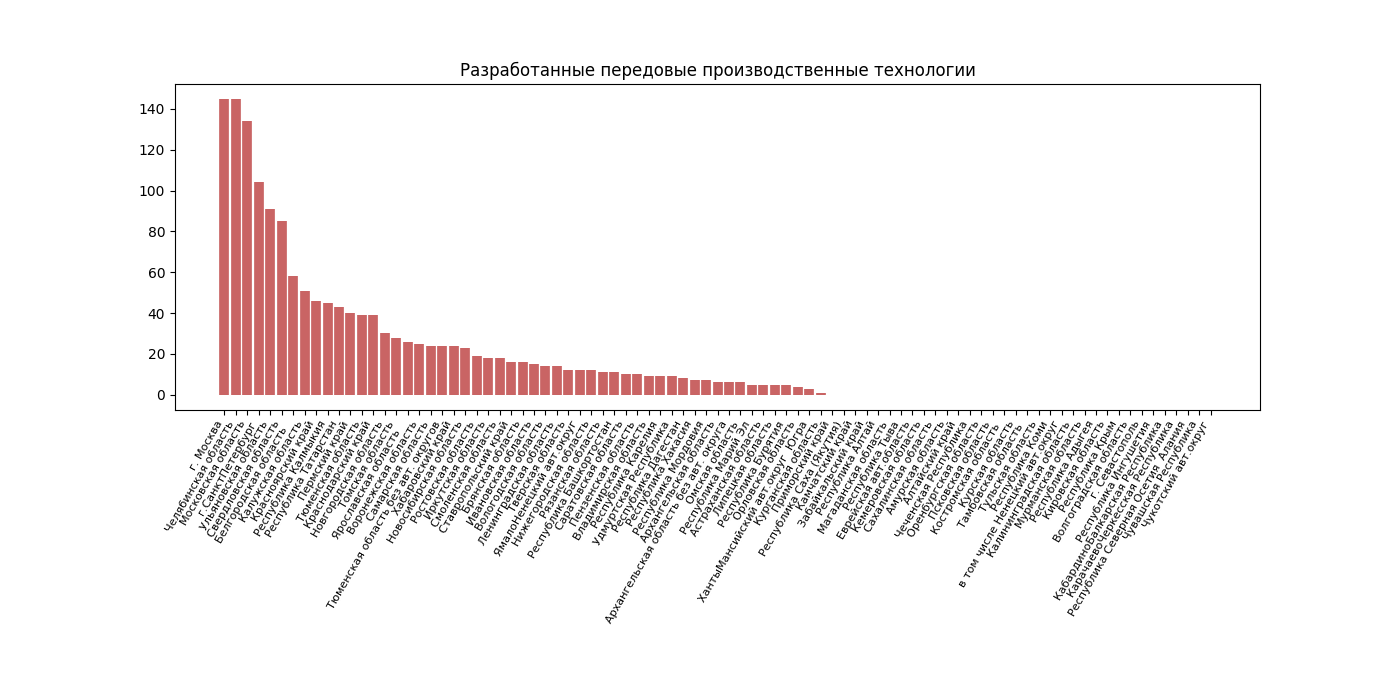 Разработанные передовые производственные технологии
140
120
100
80
60
40
20
0
г. Москва
Челябинская область
Московская область
г. СанктПетербург
Ульяновская область
Свердловская область
Белгородская область
Калужская область
Красноярский край
Республика Калмыкия
Республика Татарстан
Пермский край
Тюменская область
Краснодарский край
Новгородская область
Томская область
Ярославская область
Воронежская область
Самарская область
Тюменская область без авт. округов
Хабаровский край
Новосибирская область
Ростовская область
Иркутская область
Смоленская область
Ставропольский край
Брянская область
Ивановская область
Вологодская область
Ленинградская область
Тверская область
ЯмалоНенецкий авт.округ
Нижегородская область
Рязанская область
Республика Башкортостан
Саратовская область
Пензенская область
Владимирская область
Республика Карелия
Удмуртская Республика
Республика Дагестан
Республика Хакасия
Республика Мордовия
Архангельская область
Архангельская область без авт. округа
Омская область
Республика Марий Эл
Астраханская область
Липецкая область
Республика Бурятия
Орловская область
ХантыМансийский авт.округ Югра
Курганская область
Приморский край
Республика Саха (Якутия)
Камчатский край
Забайкальский край
Республика Алтай
Магаданская область
Республика Тыва
Еврейская авт.область
Кемеровская область
Сахалинская область
Амурская область
Алтайский край
Чеченская Республика
Оренбургская область
Псковская область
Костромская область
Курская область
Тамбовская область
Тульская область
Республика Коми
в том числе Ненецкий авт.округ
Калининградская область
Мурманская область
Республика Адыгея
Кировская область
Республика Крым
Волгоградская область
г. Севастополь
Республика Ингушетия
КабардиноБалкарская Республика
КарачаевоЧеркесская Республика
Республика Северная Осетия Алания
Чувашская Республика
Чукотский авт.округ